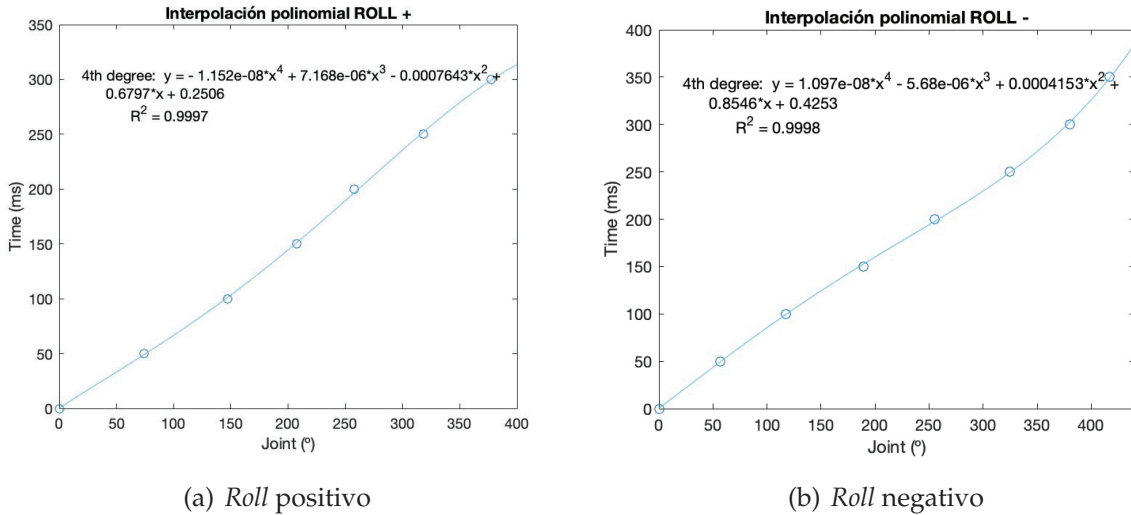 Interpolación polinomial ROLL +
350
300
250
200
150
100
50
0
4th degree: y = - 1.152e-08*x^4 + 7.168e-06*x^3 - 0.0007643*x^2 +
0.6797*x + 0.2506
R^2 = 0.9997
Time (ms)
0 50 100 150 200 250 300 350 400
Joint (º)
(a) Roll positivo
Interpolación polinomial ROLL -
400
350
300
250
200
150
100
50
0
4th degree: y = 1.097e-08*x^4 - 5.68e-06*x^3 + 0.0004153*x^2 +
0.8546*x + 0.4253
R^2 = 0.9998
Time (ms)
0 50 100 150 200 250 300 350 400
Joint (º)
(b) Roll negativo